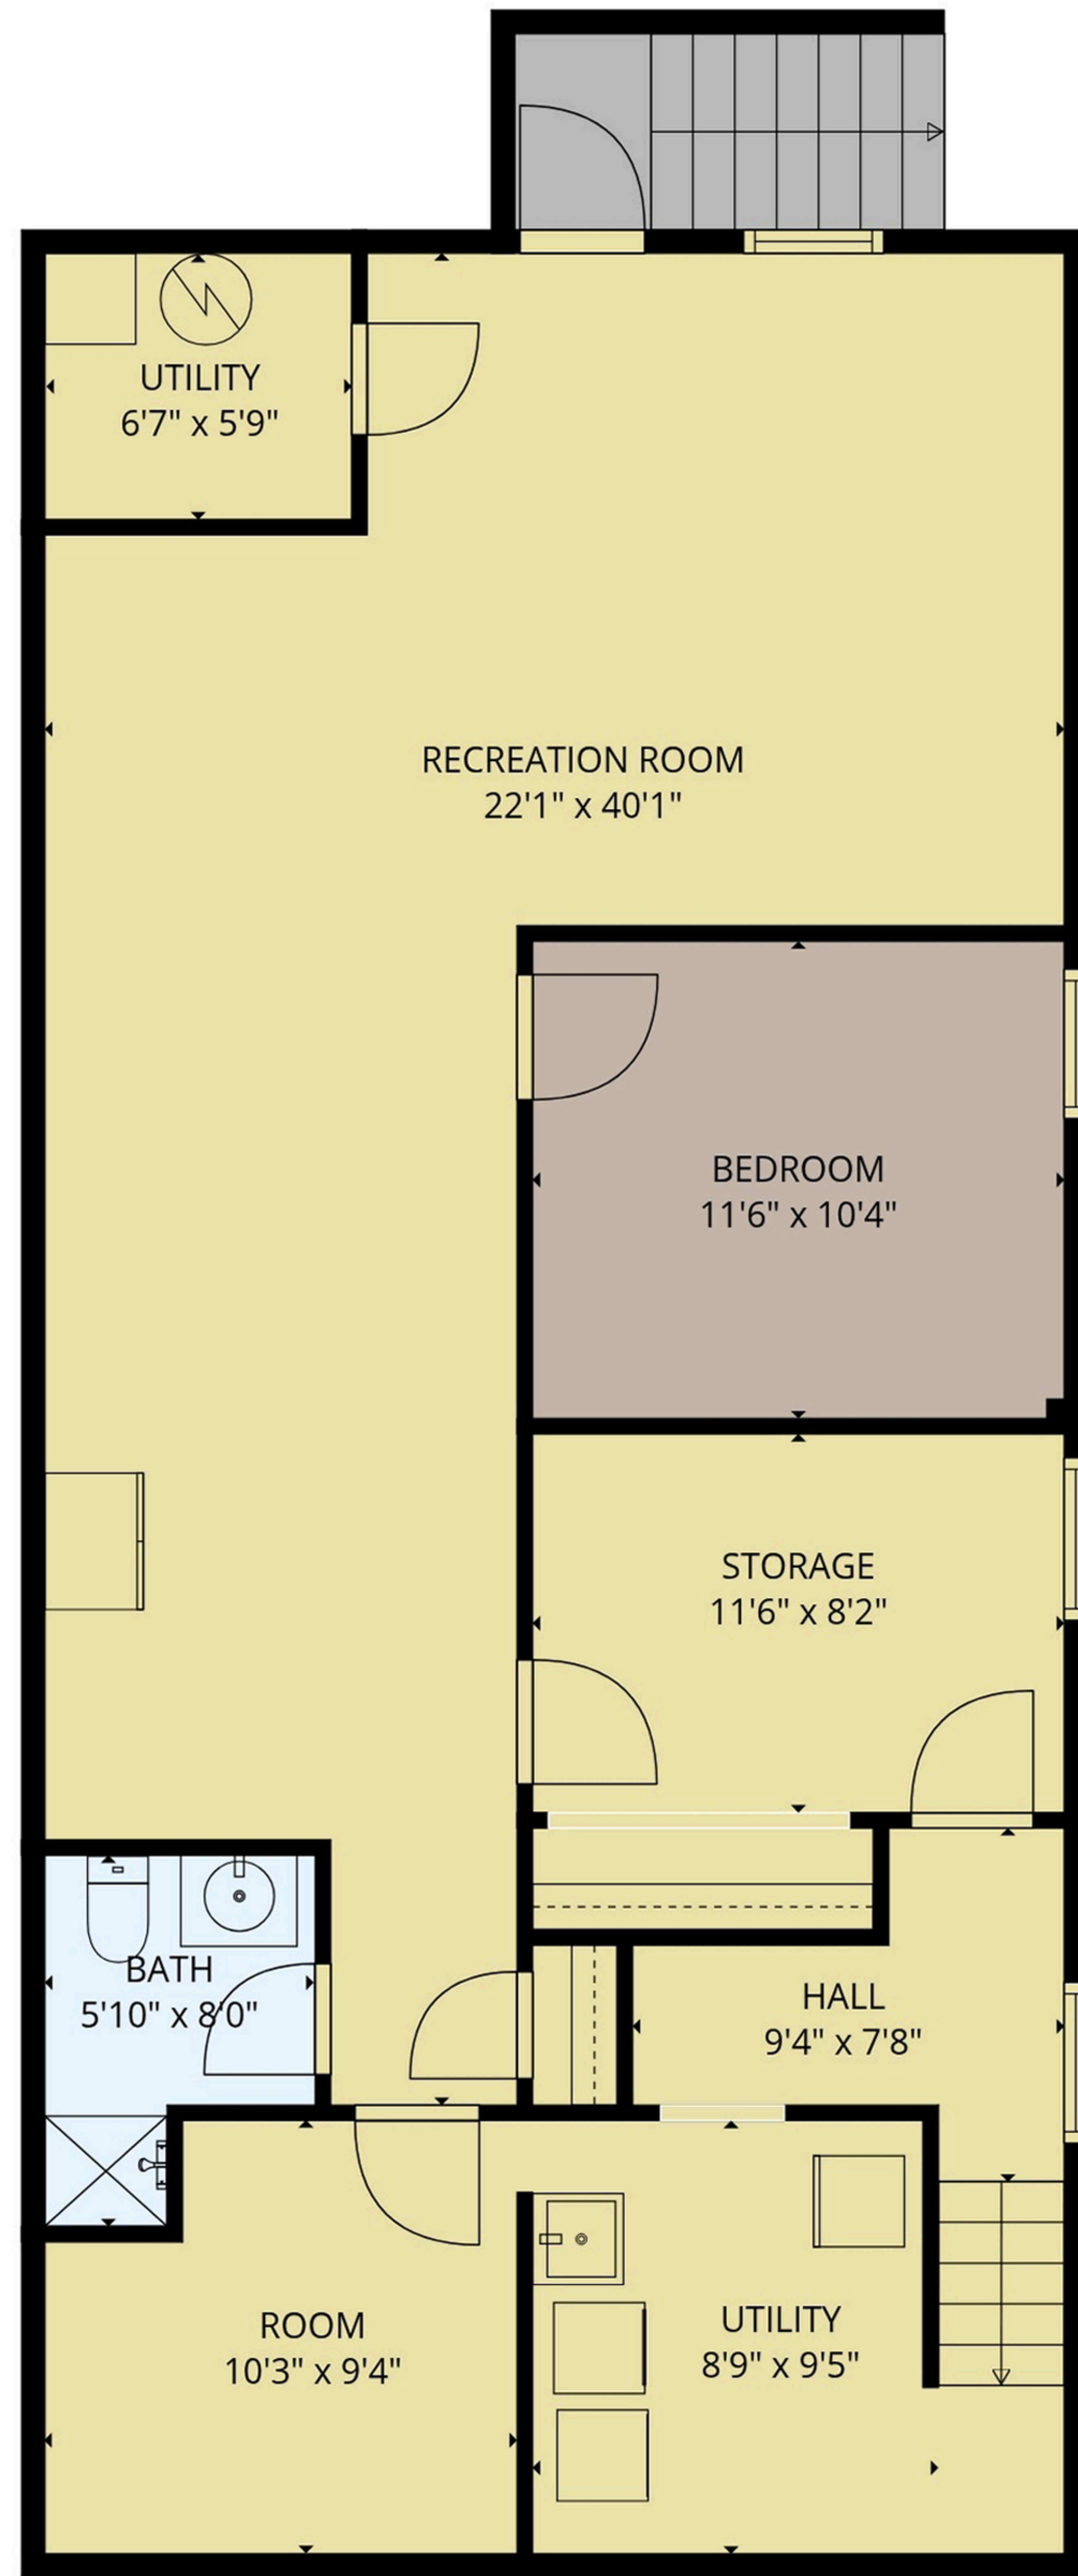 UTILITY
6'7" x 5'9"
RECREATION ROOM
22'1" x 40'1"
BEDROOM
11'6" x 10'4"
STORAGE
11'6" x 8'2"
BATH
5'10" x 8'0"
HALL
9'4" x 7'8"
ROOM
10'3" x 9'4"
UTILITY
8'9" x 9'5"